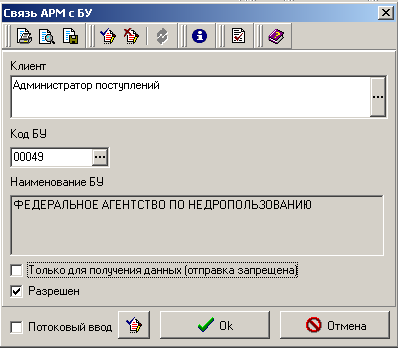 Связь АРМ с БУ
Клиент
Администратор поступлений
...
Код БУ
00049
...
Наименование БУ
ФЕДЕРАЛЬНОЕ АГЕНТСТВО ПО НЕДРОПОЛЬЗОВАНИЮ
Только для получения данных (отправка запрещена)
Разрешен
Потоковый ввод
Ok
Отмена